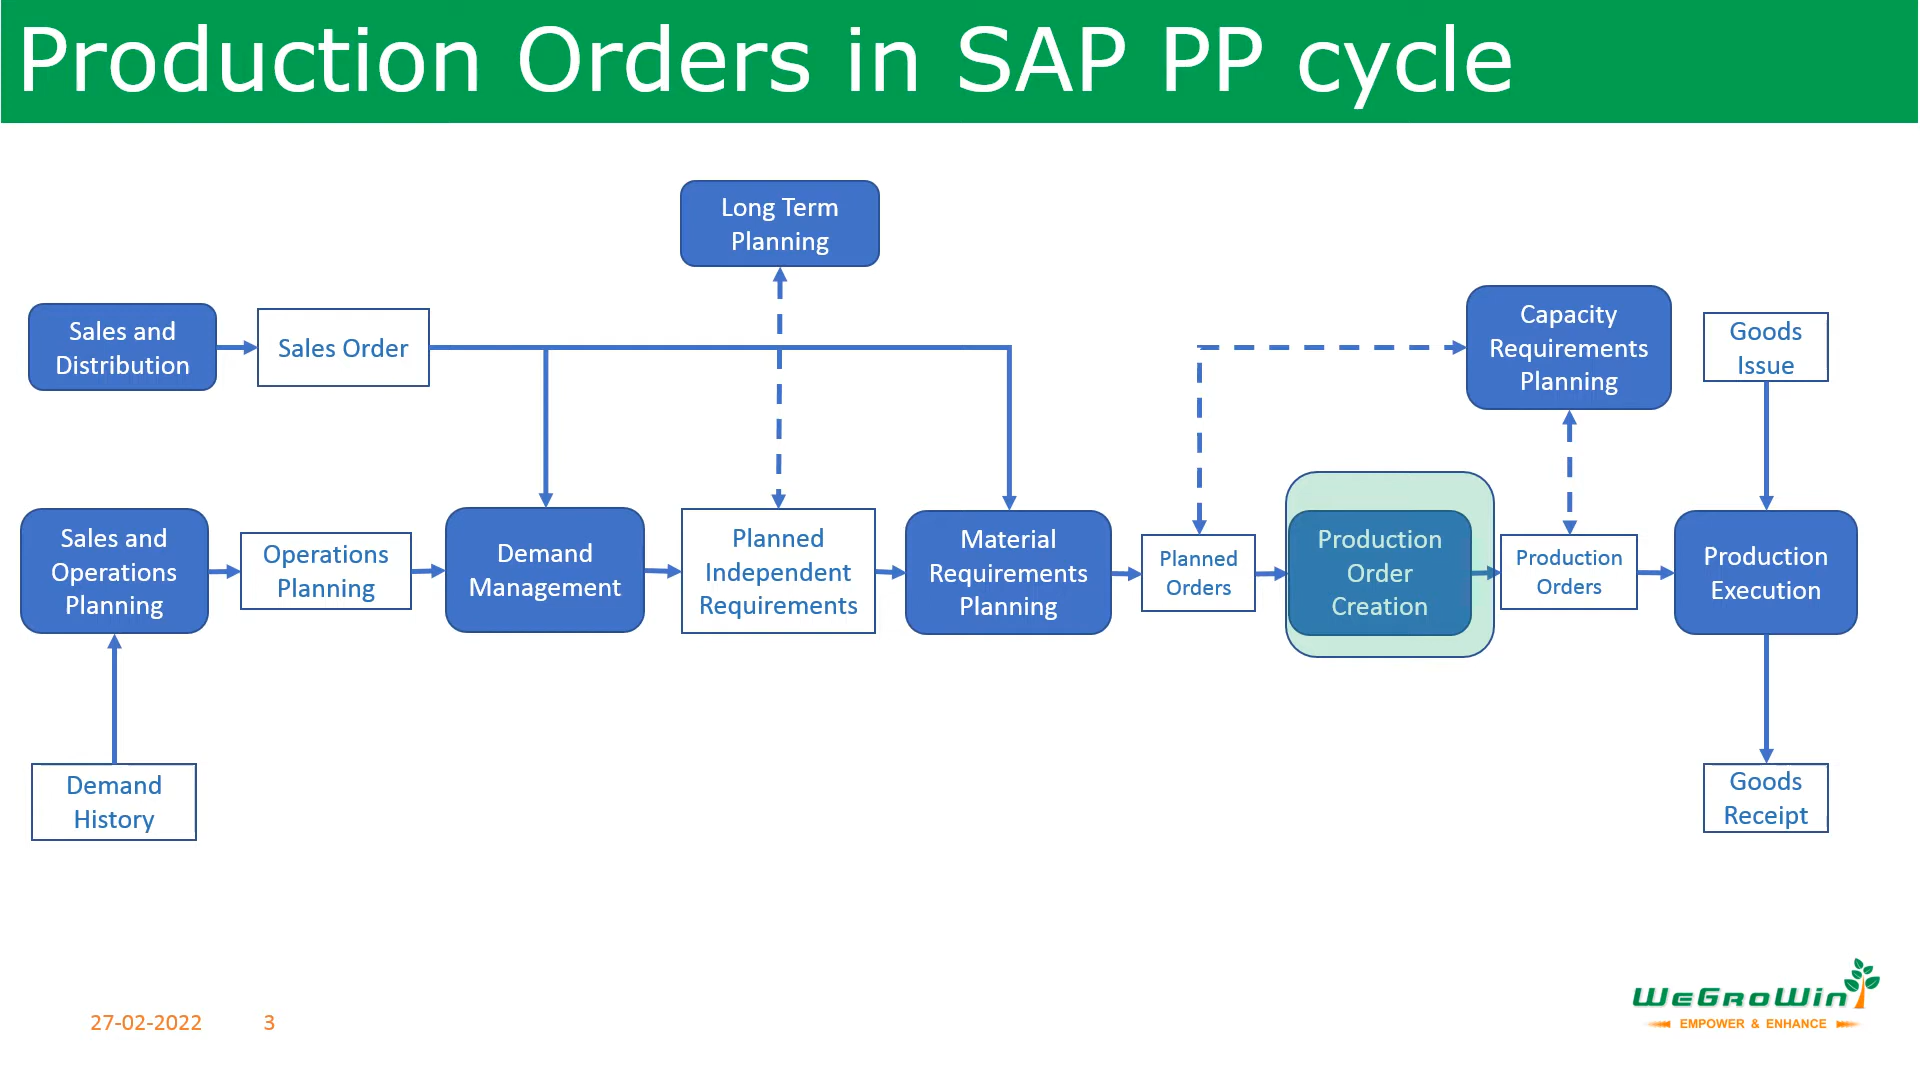 Production Orders in SAP PP cycle
Long Term
Planning
Sales and
Distribution
Sales Order
Capacity
Requirements
Planning
Goods
Issue
Sales and
Operations
Planning
Operations
Planning
Demand
Management
Planned
Independent
Requirements
Material
Requirements
Planning
Planned
Orders
Production
Order
Creation
Production
Orders
Production
Execution
Demand
History
Goods
Receipt
27-02-2022
3
WeGroWin
EMPOWER & ENHANCE